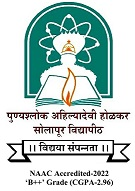 पुण्यश्लोक अहिल्यादेवी होळकर
सोलापूर विद्यापीठ
।। विद्यया संपन्नता ।।
NAAC Accredited-2022
'B++' Grade (CGPA-2.96)